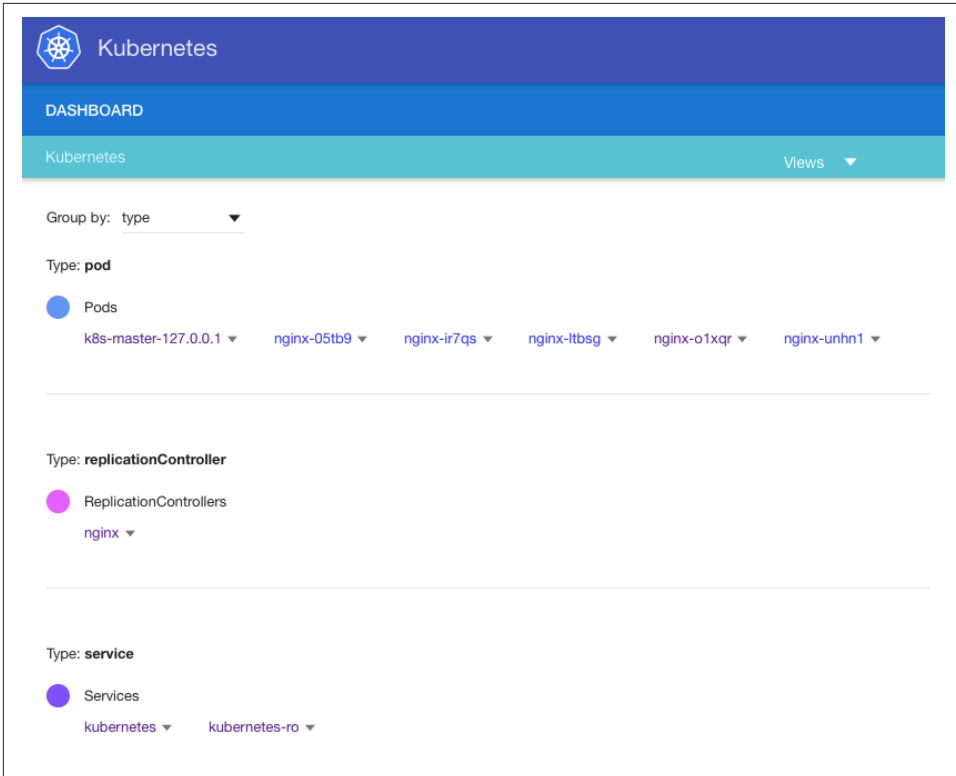 Kubernetes
DASHBOARD
Kubernetes Views
Group by: type
Type: pod
Pods
k8s-master-127.0.0.1 nginx-05tb9 nginx-ir7qs nginx-ltbsg nginx-o1xqr nginx-unhn1
Type: replicationController
ReplicationControllers
nginx
Type: service
Services
kubernetes kubernetes-ro